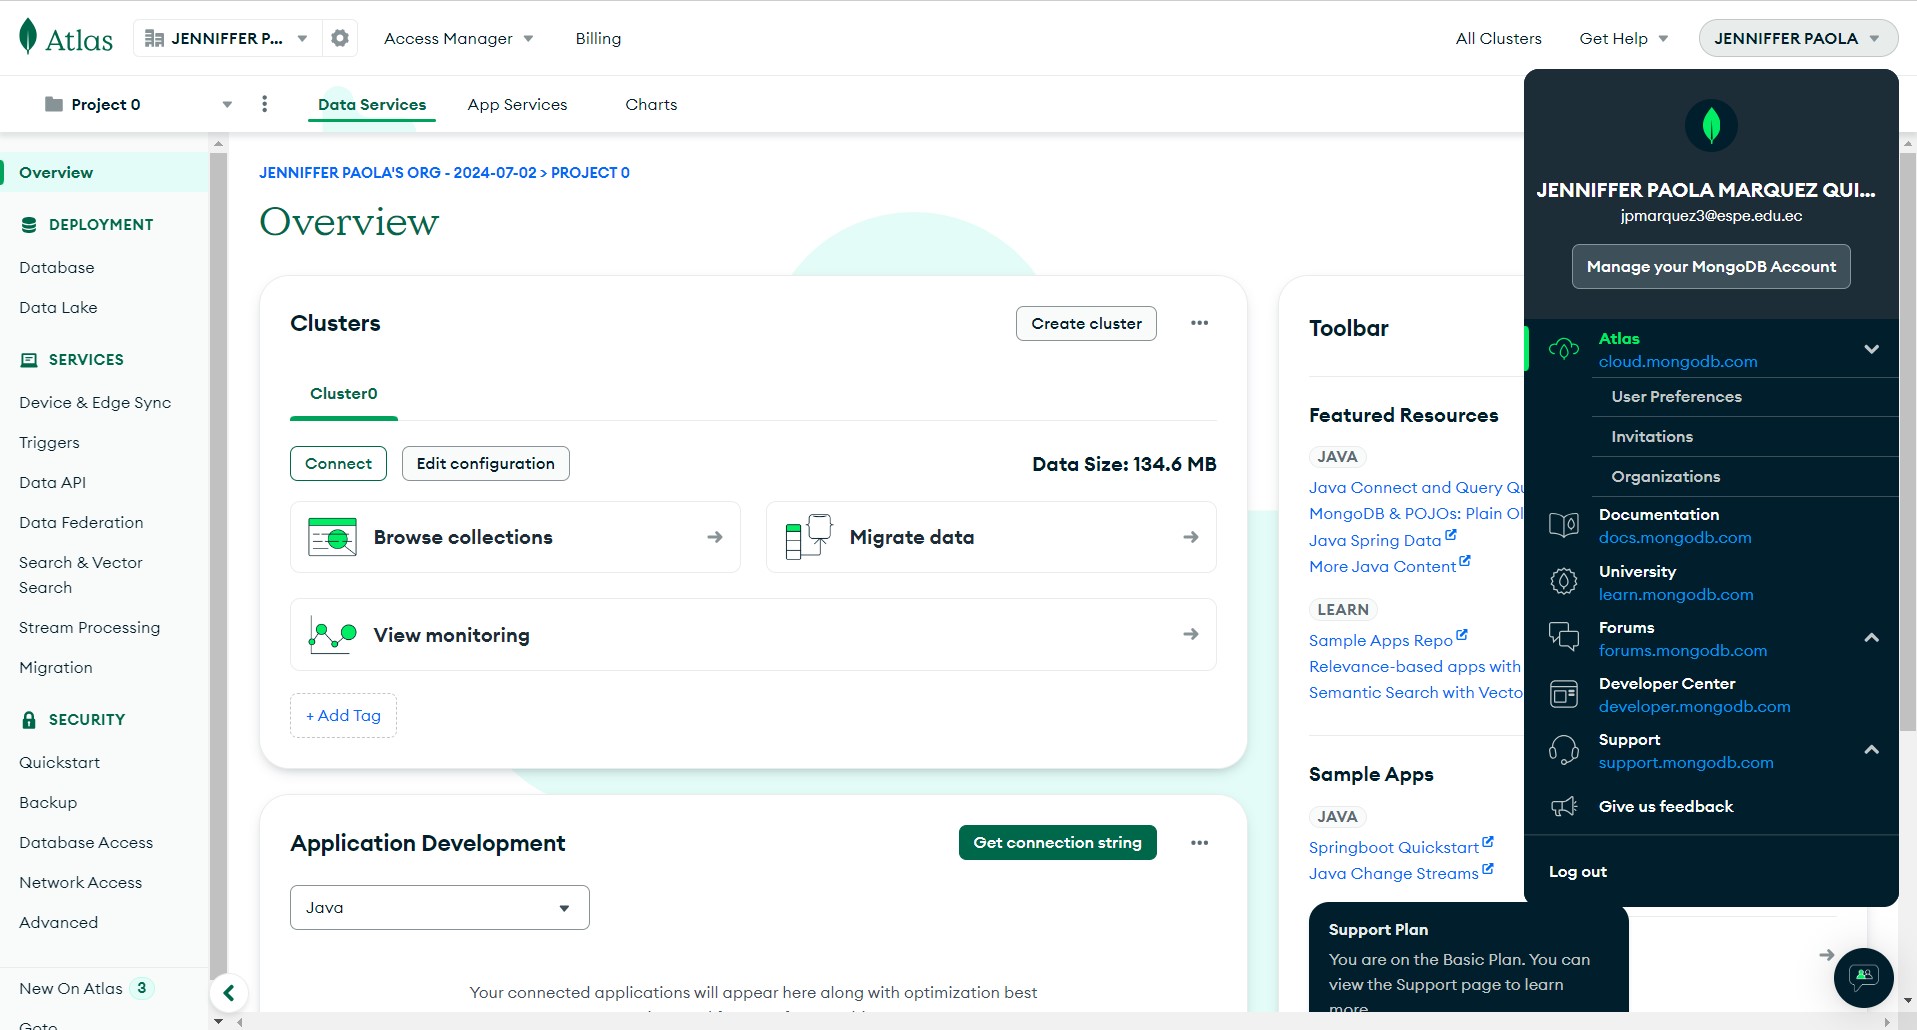 Atlas
JENNIFFER P...
Access Manager
Billing
All Clusters
Get Help
JENNIFFER PAOLA
Project 0
Data Services
App Services
Charts
Overview
DEPLOYMENT
Database
Data Lake
SERVICES
Device & Edge Sync
Triggers
Data API
Data Federation
Search & Vector
Search
Stream Processing
Migration
SECURITY
Quickstart
Backup
Database Access
Network Access
Advanced
New On Atlas 3
Goto
JENNIFFER PAOLA'S ORG - 2024-07-02 > PROJECT 0
Overview
Clusters
Create cluster
Cluster0
Connect
Edit configuration
Data Size: 134.6 MB
Browse collections
Migrate data
View monitoring
+ Add Tag
Application Development
Get connection string
Java
Your connected applications will appear here along with optimization best
Toolbar
Featured Resources
JAVA
Java Connect and Query Qu
MongoDB & POJOs: Plain Ol
Java Spring Data
More Java Content
LEARN
Sample Apps Repo
Relevance-based apps with
Semantic Search with Vecto
Sample Apps
JAVA
Springboot Quickstart
Java Change Streams
Support Plan
You are on the Basic Plan. You can
view the Support page to learn
more
JENNIFFER PAOLA MARQUEZ QUI...
jpmarquez3@espe.edu.ec
Manage your MongoDB Account
Atlas
cloud.mongodb.com
User Preferences
Invitations
Organizations
Documentation
docs.mongodb.com
University
learn.mongodb.com
Forums
forums.mongodb.com
Developer Center
developer.mongodb.com
Support
support.mongodb.com
Give us feedback
Log out